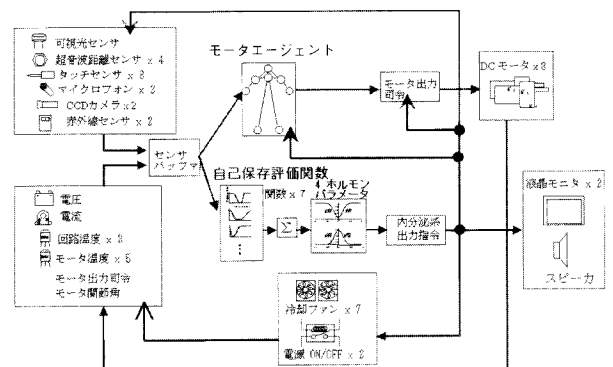 可視光センサ
超音波距離センサ x 4
タッチセンサ x 8
マイクロフォン x 2
CCDカメラ x2
赤外線センサ x 2
モータエージェント
モータ出力
司令
DCモータ x8
センサ
バッファ
自己保存評価関数
関数 x 7
Σ
4 ホルモン
パラメータ
内分泌系
出力指令
液晶モニタ x 2
スピーカ
電圧
電流
回路温度 x 3
モータ温度 x 5
モータ出力司令
モータ関節角
冷却ファン x 7
電源 ON/OFF x 2